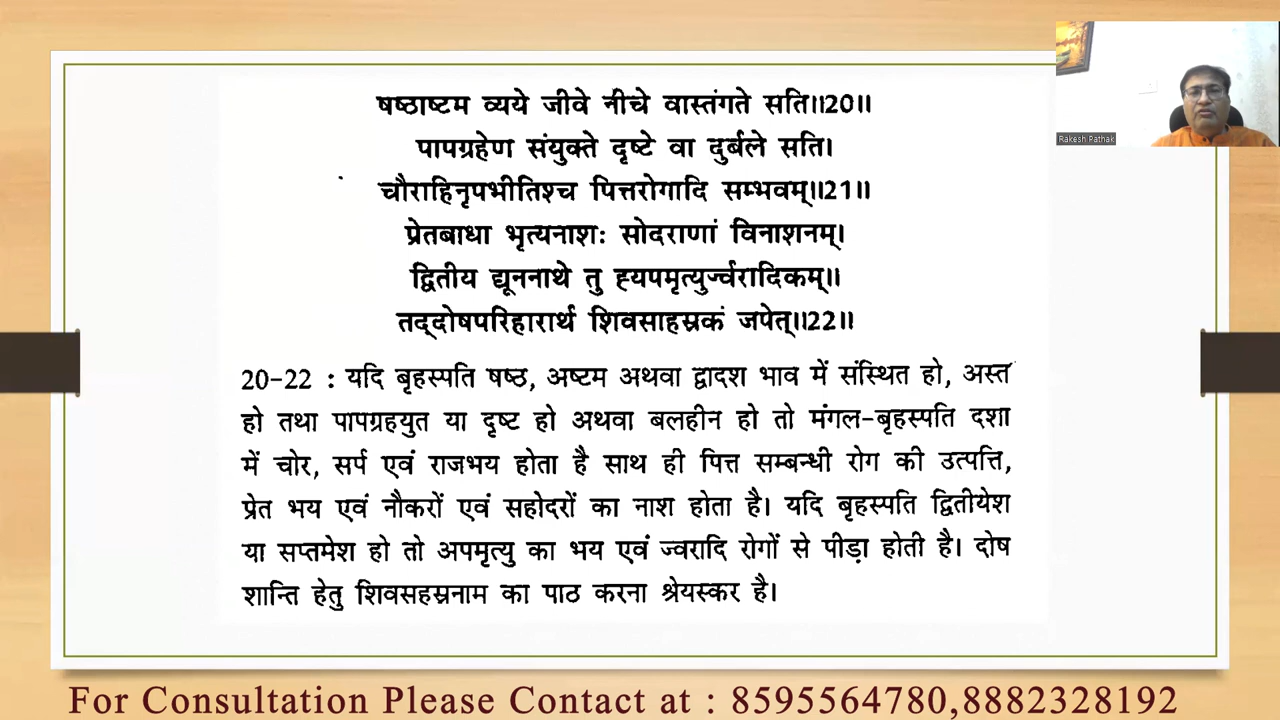 षष्ठाष्टम व्यये जीवे नीचे वास्तंगते सति॥20॥
पापग्रहेण संयुक्ते दृष्टे वा दुर्बले सति।
चौराहिनृपभीतिश्च पित्तरोगादि सम्भवम्॥21॥
प्रेतबाधा भृत्यनाशः सोदराणां विनाशनम्।
द्वितीय द्यूननाथे तु ह्यपमृत्युर्ज्वरादिकम्॥
तद्दोषपरिहारार्थं शिवसाहस्रकं जपेत्॥22॥
20-22 : यदि बृहस्पति षष्ठ, अष्टम अथवा द्वादश भाव में संस्थित हो, अस्त
हो तथा पापग्रहयुत या दृष्ट हो अथवा बलहीन हो तो मंगल-बृहस्पति दशा
में चोर, सर्प एवं राजभय होता है साथ ही पित्त सम्बन्धी रोग की उत्पत्ति,
प्रेत भय एवं नौकरों एवं सहोदरों का नाश होता है। यदि बृहस्पति द्वितीयेश
या सप्तमेश हो तो अपमृत्यु का भय एवं ज्वरादि रोगों से पीड़ा होती है। दोष
शान्ति हेतु शिवसहस्रनाम का पाठ करना श्रेयस्कर है।
Rakesh Pathak
For Consultation Please Contact at : 8595564780,8882328192